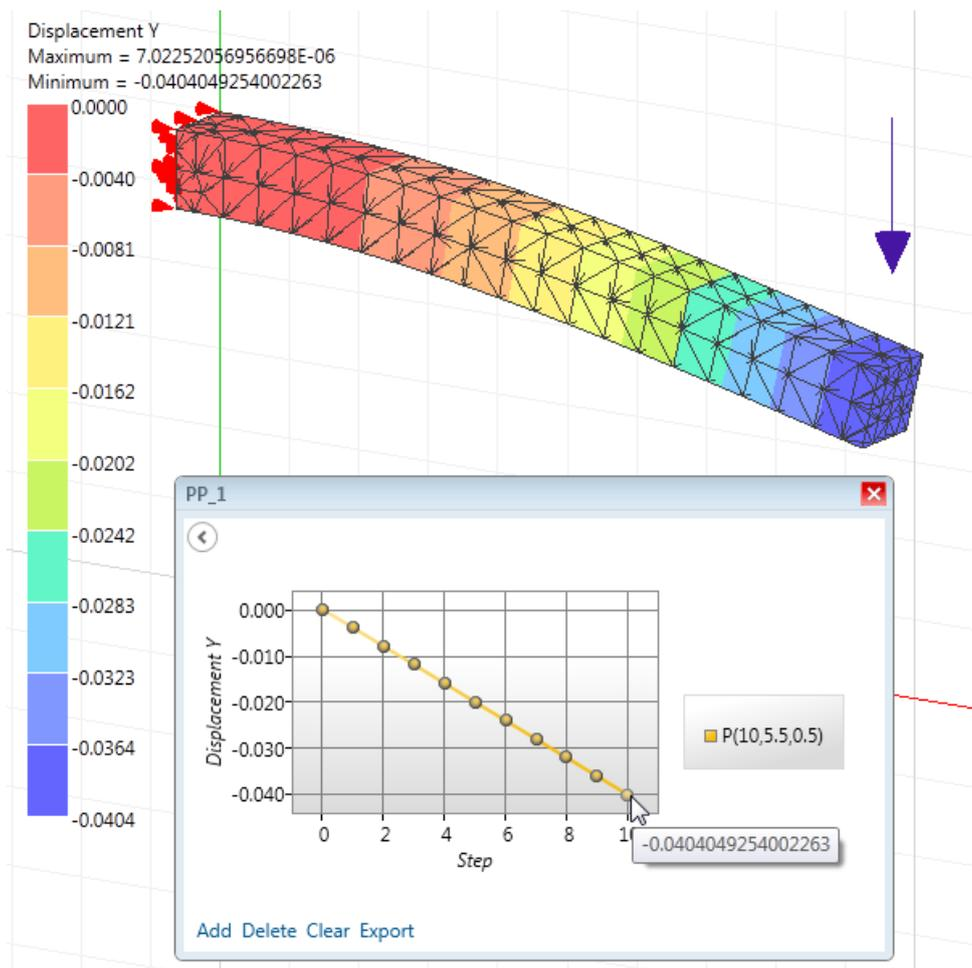 Displacement Y
Maximum = 7.02252056956698E-06
Minimum = -0.0404049254002263
0.0000
-0.0040
-0.0081
-0.0121
-0.0162
-0.0202
-0.0242
-0.0283
-0.0323
-0.0364
-0.0404
PP_1
Displacement Y
0.000
-0.010
-0.020
-0.030
-0.040
0 2 4 6 8
Step
P(10,5.5,0.5)
-0.0404049254002263
Add Delete Clear Export